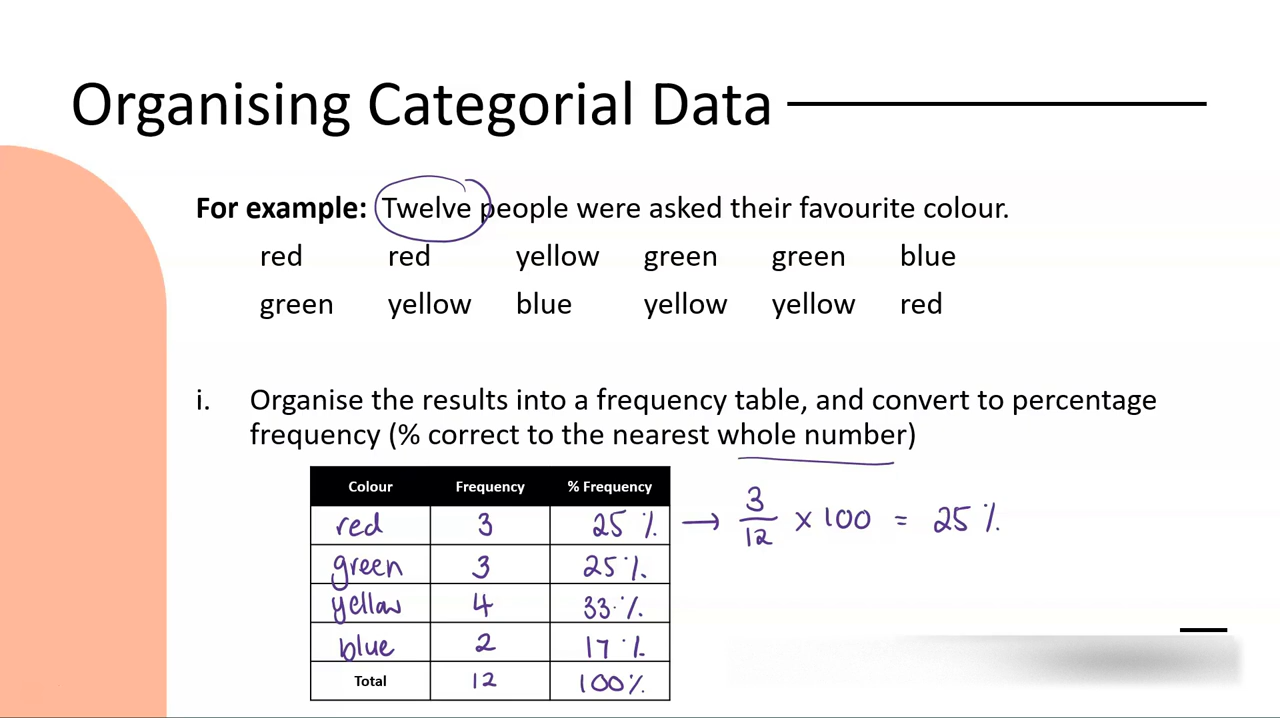 Organising Categorial Data
For example: Twelve people were asked their favourite colour.
red red yellow green green blue
green yellow blue yellow yellow red
i. Organise the results into a frequency table, and convert to percentage
frequency (% correct to the nearest whole number)
Colour Frequency % Frequency
red 3 25% → 3/12 × 100 = 25%
green 3 25%
yellow 4 33%
blue 2 17%
Total 12 100%